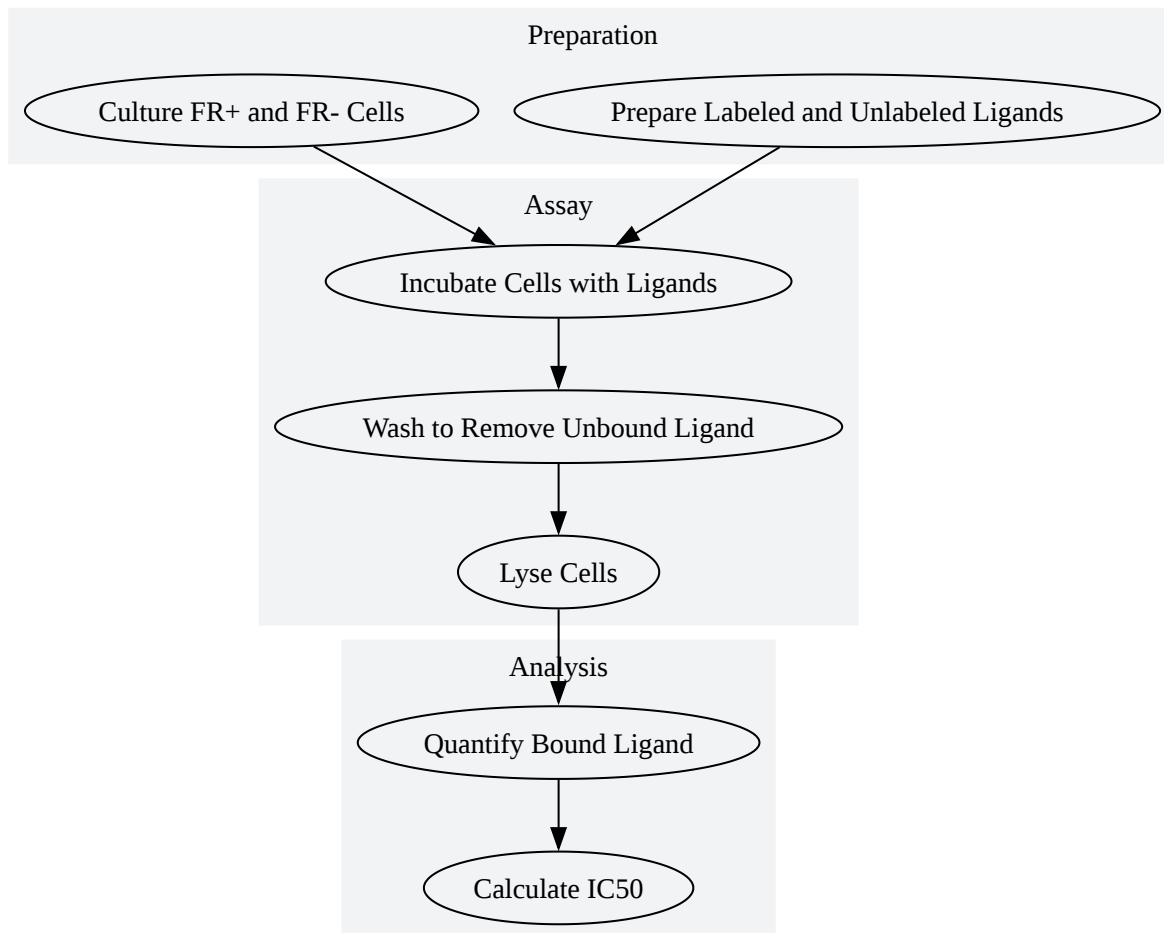 Preparation
Culture FR+ and FR- Cells
Prepare Labeled and Unlabeled Ligands
Assay
Incubate Cells with Ligands
Wash to Remove Unbound Ligand
Lyse Cells
Analysis
Quantify Bound Ligand
Calculate IC50